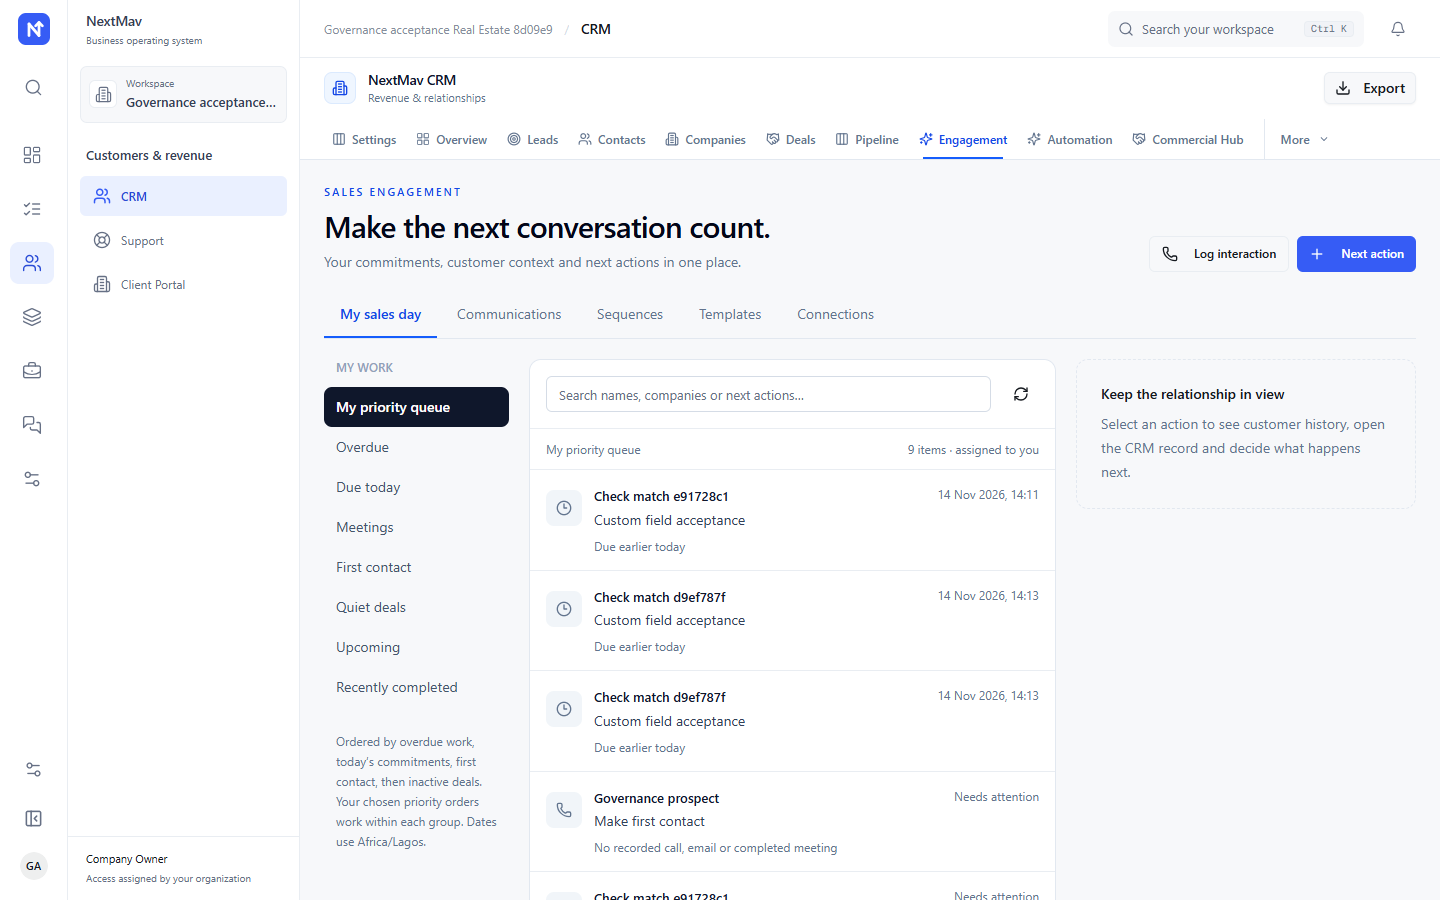 NextMav
Business operating system
Workspace
Governance acceptance...
Customers & revenue
CRM
Support
Client Portal
Company Owner
Access assigned by your organization
GA
Governance acceptance Real Estate 8d09e9 / CRM
Search your workspace Ctrl K
NextMav CRM
Revenue & relationships
Export
Settings Overview Leads Contacts Companies Deals Pipeline Engagement Automation Commercial Hub More
SALES ENGAGEMENT
Make the next conversation count.
Your commitments, customer context and next actions in one place.
Log interaction
Next action
My sales day Communications Sequences Templates Connections
MY WORK
My priority queue
Overdue
Due today
Meetings
First contact
Quiet deals
Upcoming
Recently completed
Ordered by overdue work,
today's commitments, first
contact, then inactive deals.
Your chosen priority orders
work within each group. Dates
use Africa/Lagos.
Search names, companies or next actions...
My priority queue 9 items · assigned to you
Check match e91728c1 14 Nov 2026, 14:11
Custom field acceptance
Due earlier today
Check match d9ef787f 14 Nov 2026, 14:13
Custom field acceptance
Due earlier today
Check match d9ef787f 14 Nov 2026, 14:13
Custom field acceptance
Due earlier today
Governance prospect Needs attention
Make first contact
No recorded call, email or completed meeting
Check match e91728c1 Needs attention
Keep the relationship in view
Select an action to see customer history, open
the CRM record and decide what happens
next.